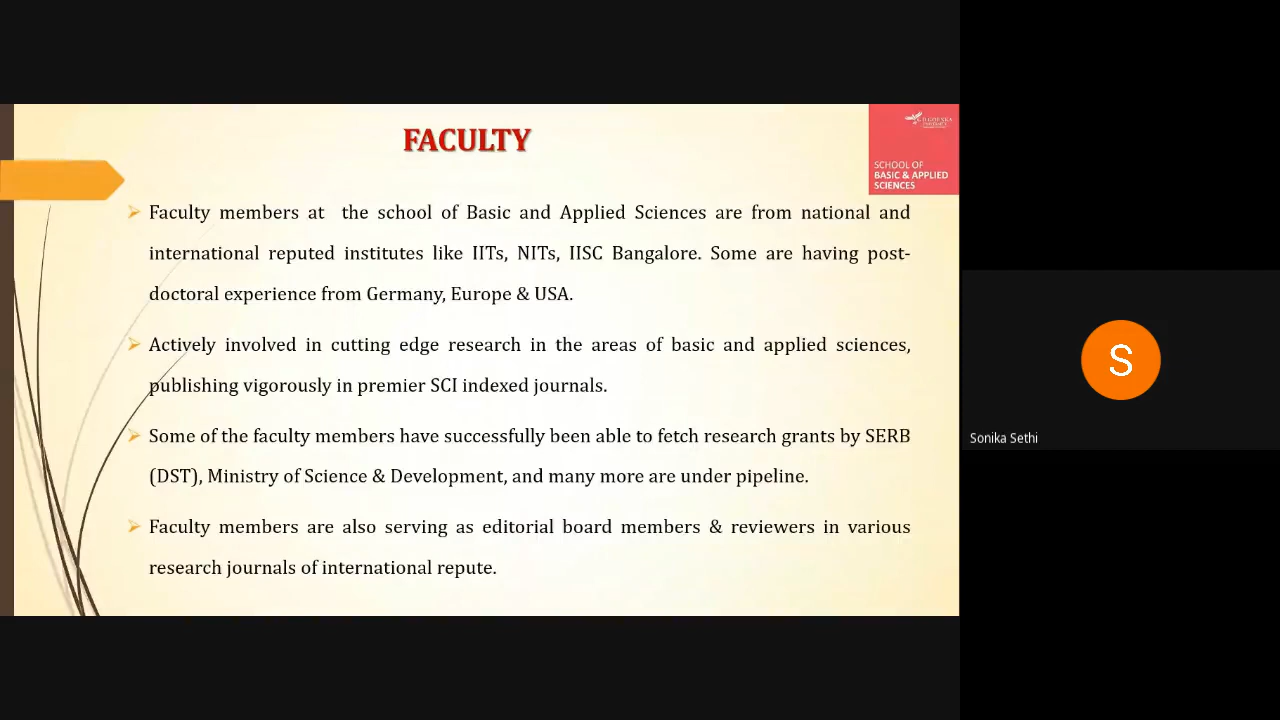 FACULTY
SCHOOL OF
BASIC & APPLIED
SCIENCES
Faculty members at the school of Basic and Applied Sciences are from national and
international reputed institutes like IITs, NITs, IISC Bangalore. Some are having post-
doctoral experience from Germany, Europe & USA.
Actively involved in cutting edge research in the areas of basic and applied sciences,
publishing vigorously in premier SCI indexed journals.
Some of the faculty members have successfully been able to fetch research grants by SERB
(DST), Ministry of Science & Development, and many more are under pipeline.
Faculty members are also serving as editorial board members & reviewers in various
research journals of international repute.
S
Sonika Sethi